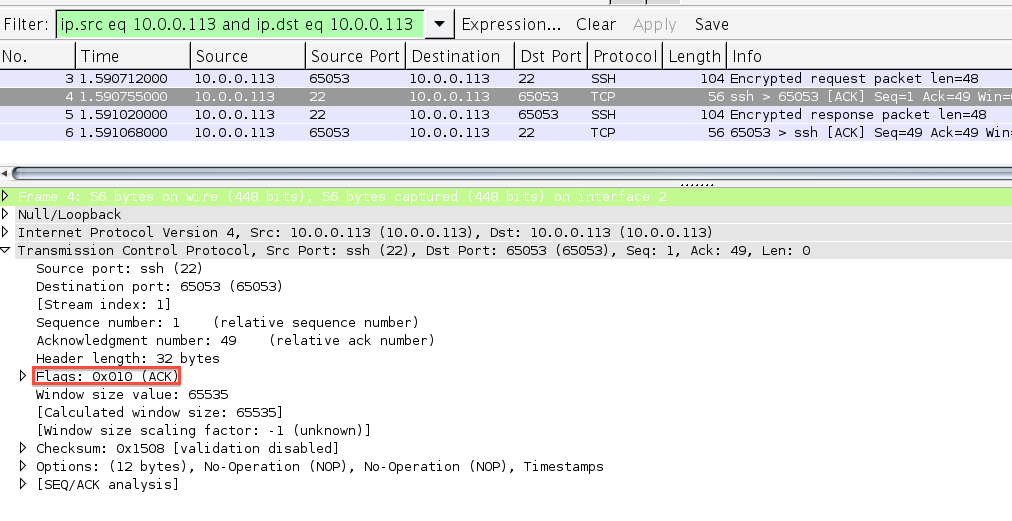 Filter: ip.src eq 10.0.0.113 and ip.dst eq 10.0.0.113 Expression... Clear Apply Save
No. Time Source Source Port Destination Dst Port Protocol Length Info
3 1.590712000 10.0.0.113 65053 10.0.0.113 22 SSH 104 Encrypted request packet len=48
4 1.590755000 10.0.0.113 22 10.0.0.113 65053 TCP 56 ssh > 65053 [ACK] Seq=1 Ack=49 Win=
5 1.591020000 10.0.0.113 22 10.0.0.113 65053 SSH 104 Encrypted response packet len=48
6 1.591068000 10.0.0.113 65053 10.0.0.113 22 TCP 56 65053 > ssh [ACK] Seq=49 Ack=49 Win=
Frame 4: 56 bytes on wire (448 bits), 56 bytes captured (448 bits) on interface 2
Null/Loopback
Internet Protocol Version 4, Src: 10.0.0.113 (10.0.0.113), Dst: 10.0.0.113 (10.0.0.113)
Transmission Control Protocol, Src Port: ssh (22), Dst Port: 65053 (65053), Seq: 1, Ack: 49, Len: 0
Source port: ssh (22)
Destination port: 65053 (65053)
[Stream index: 1]
Sequence number: 1 (relative sequence number)
Acknowledgment number: 49 (relative ack number)
Header length: 32 bytes
Flags: 0x010 (ACK)
Window size value: 65535
[Calculated window size: 65535]
[Window size scaling factor: -1 (unknown)]
Checksum: 0x1508 [validation disabled]
Options: (12 bytes), No-Operation (NOP), No-Operation (NOP), Timestamps
[SEQ/ACK analysis]